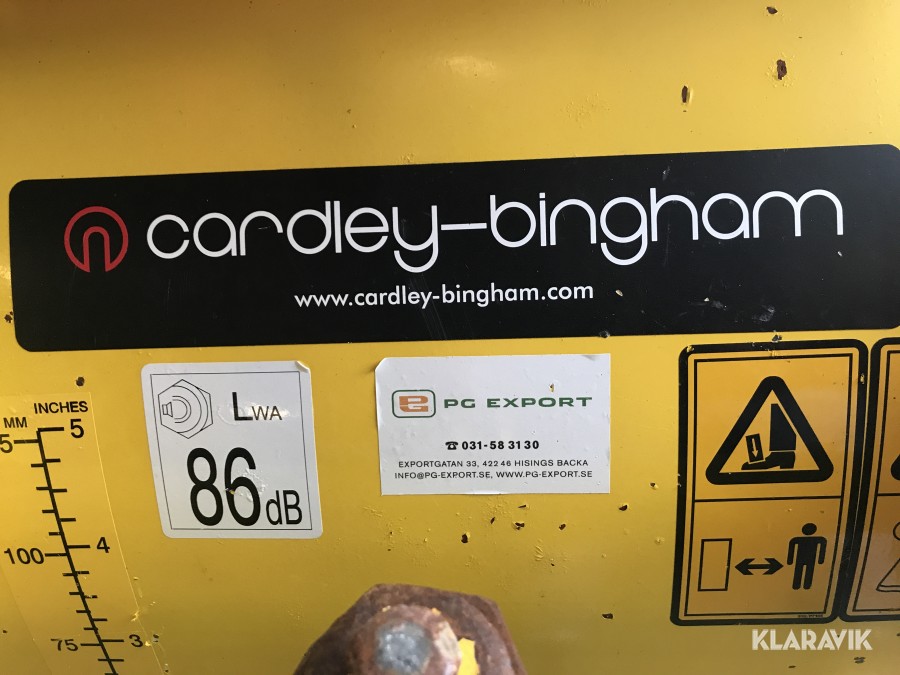 cardley-bingham
www.cardley-bingham.com
LWA
86dB
PG EXPORT
☎ 031-58 31 30
EXPORTGATAN 33, 422 46 HISINGS BACKA
INFO@PG-EXPORT.SE, WWW.PG-EXPORT.SE
MM INCHES
5
100 4
75 3
KLARAVIK